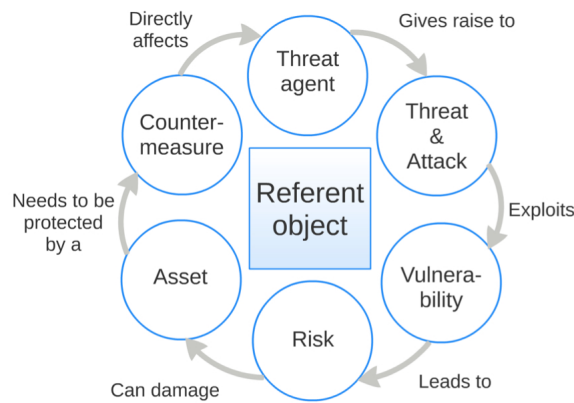 Directly
affects
Threat
agent
Gives raise to
Threat
&
Attack
Exploits
Vulnera-
bility
Leads to
Risk
Can damage
Asset
Needs to be
protected
by a
Counter-
measure
Referent
object